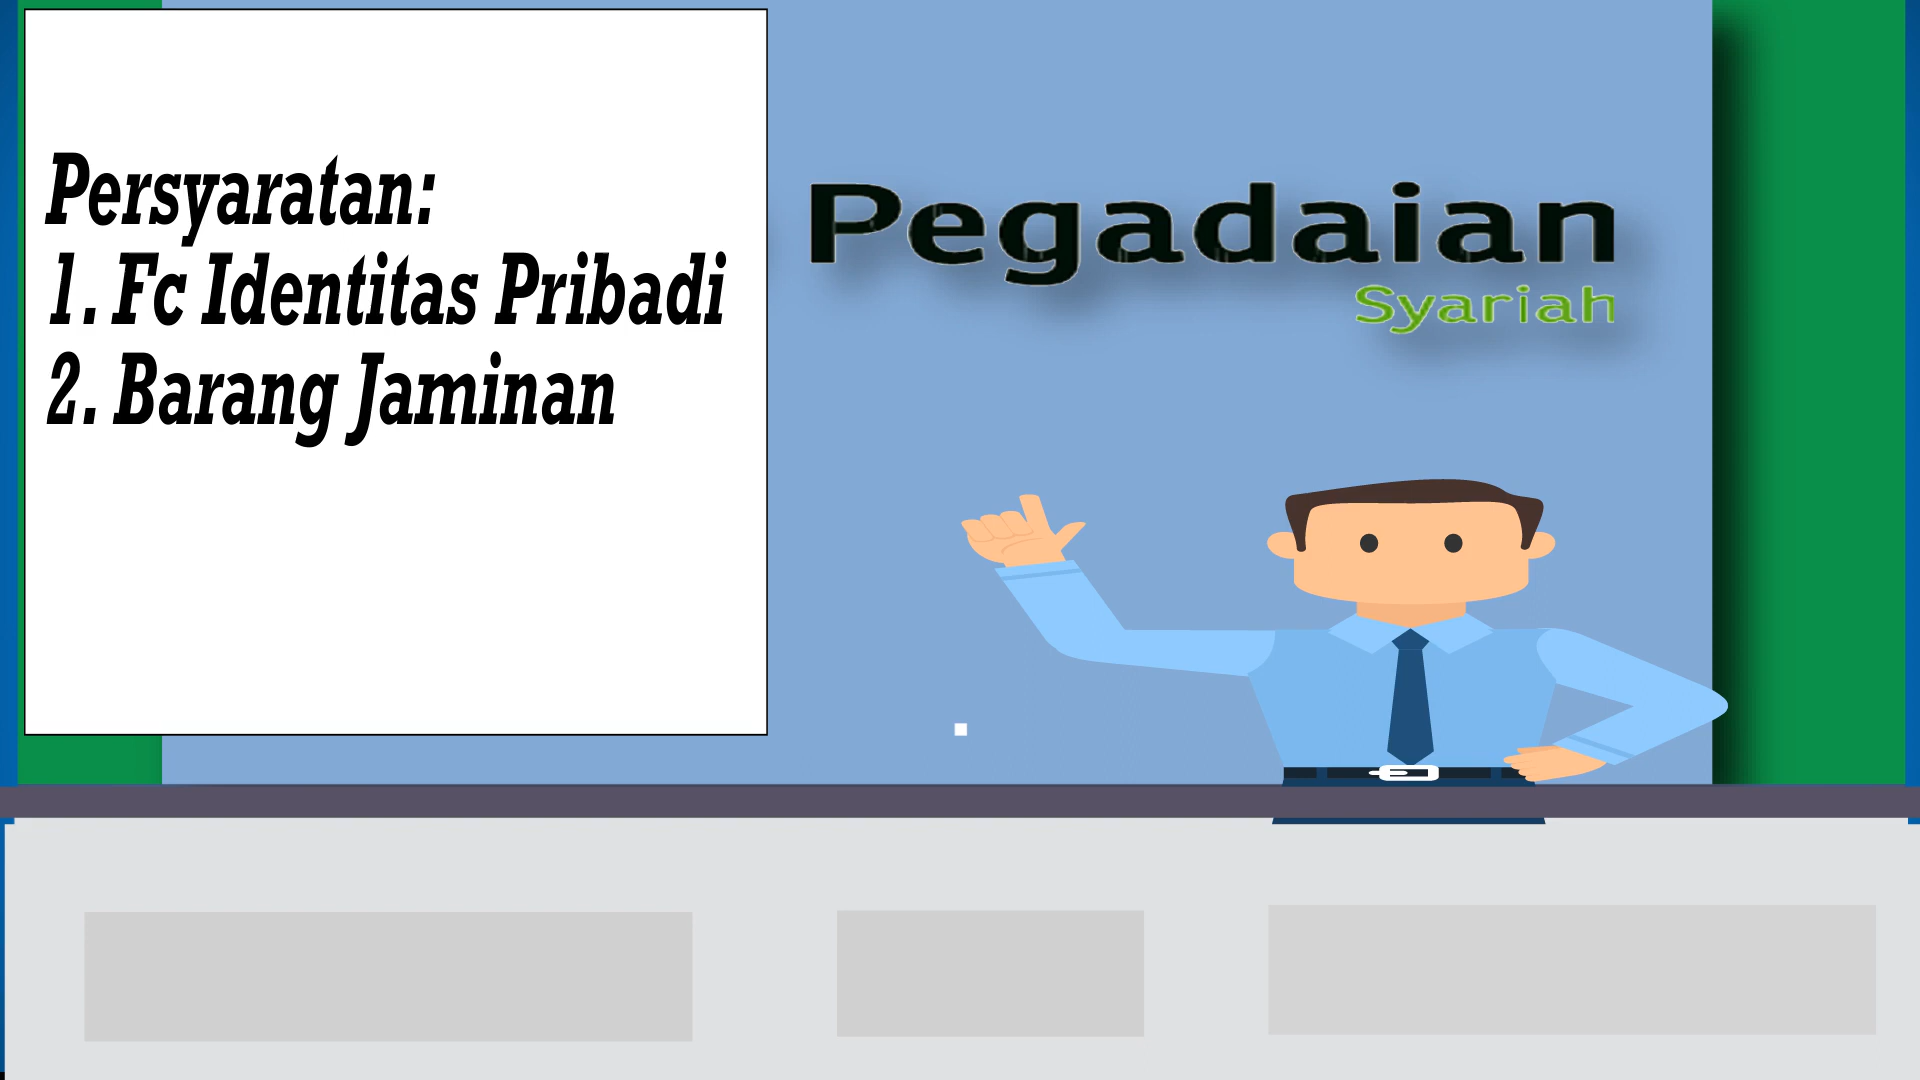 Persyaratan:
1. Fc Identitas Pribadi
2. Barang Jaminan
Pegadaian
Syariah